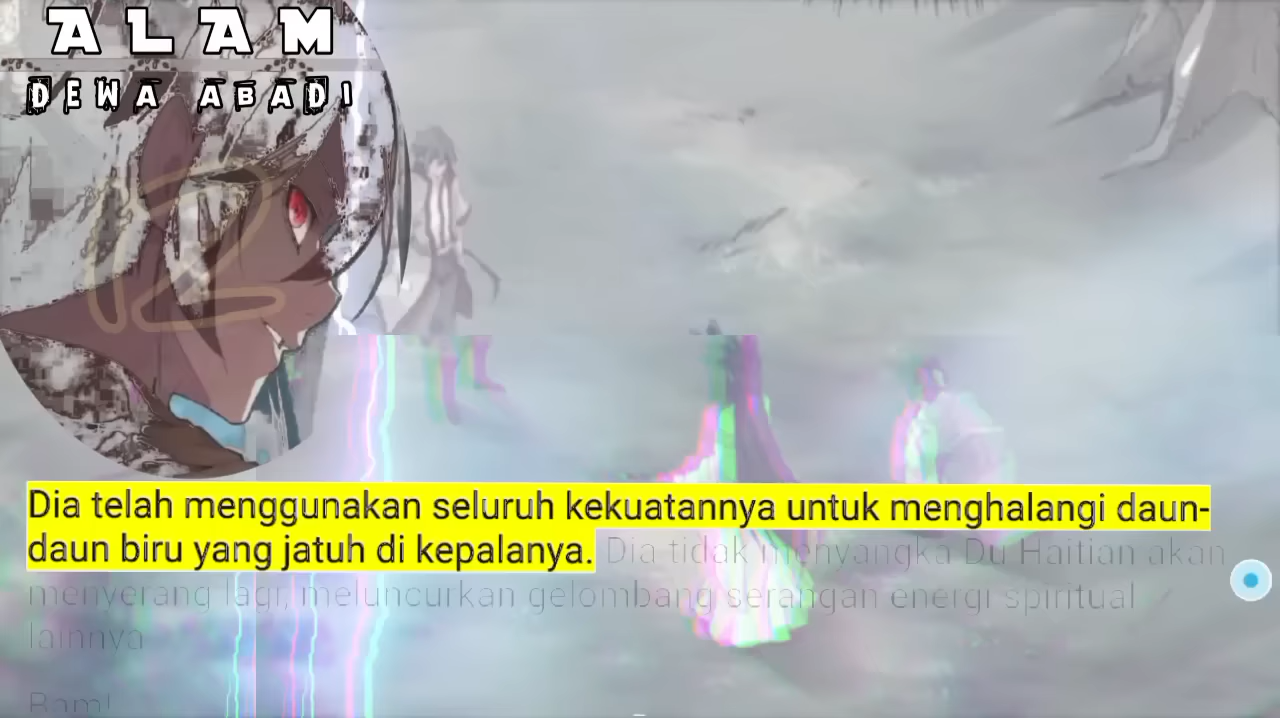 ALAM
DEWA ABADI
Dia telah menggunakan seluruh kekuatannya untuk menghalangi daun-
daun biru yang jatuh di kepalanya. Dia tidak menyangka Du Haitian akan
menyerang lagi, meluncurkan gelombang serangan energi spiritual
lainnya
Bam!